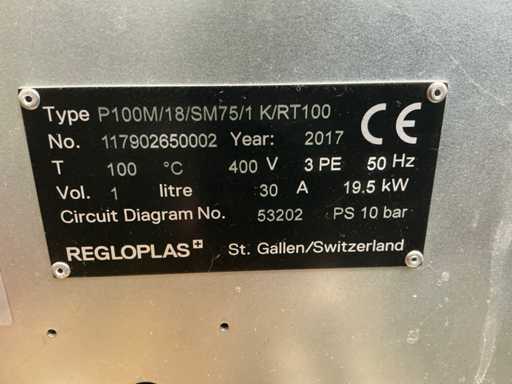 Type P100M/18/SM75/1 K/RT100
No. 117902650002 Year: 2017 CE
T 100 °C 400 V 3 PE 50 Hz
Vol. 1 litre 30 A 19.5 kW
Circuit Diagram No. 53202 PS 10 bar
REGLOPLAS St. Gallen/Switzerland